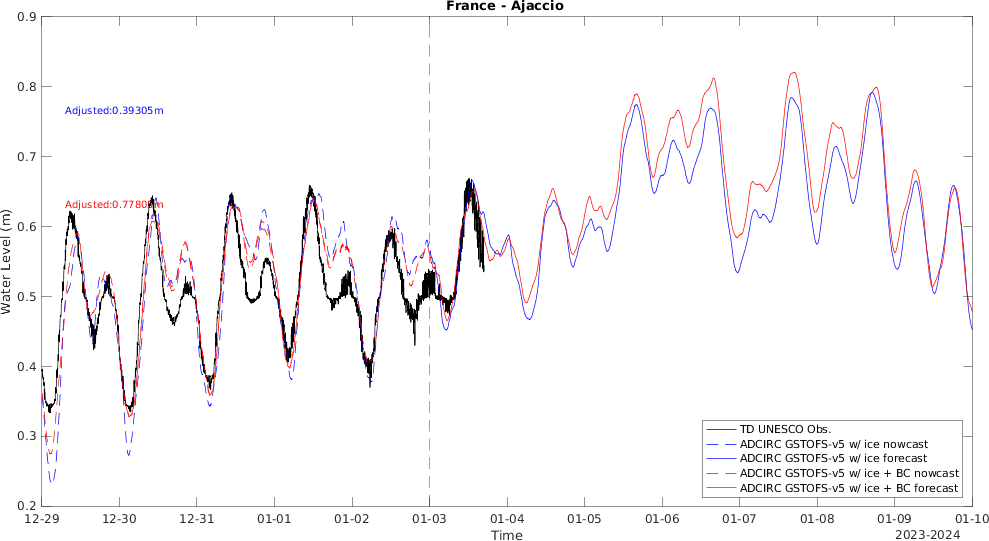 France - Ajaccio
0.9
0.8
0.7
0.6
0.5
0.4
0.3
0.2
Water Level (m)
Adjusted:0.39305m
TD UNESCO Obs.
ADCIRC GSTOFS-v5 w/ ice nowcast
ADCIRC GSTOFS-v5 w/ ice forecast
ADCIRC GSTOFS-v5 w/ ice + BC nowcast
ADCIRC GSTOFS-v5 w/ ice + BC forecast
12-29 12-30 12-31 01-01 01-02 01-03 01-04 01-05 01-06 01-07 01-08 01-09 01-10
Time
2023-2024